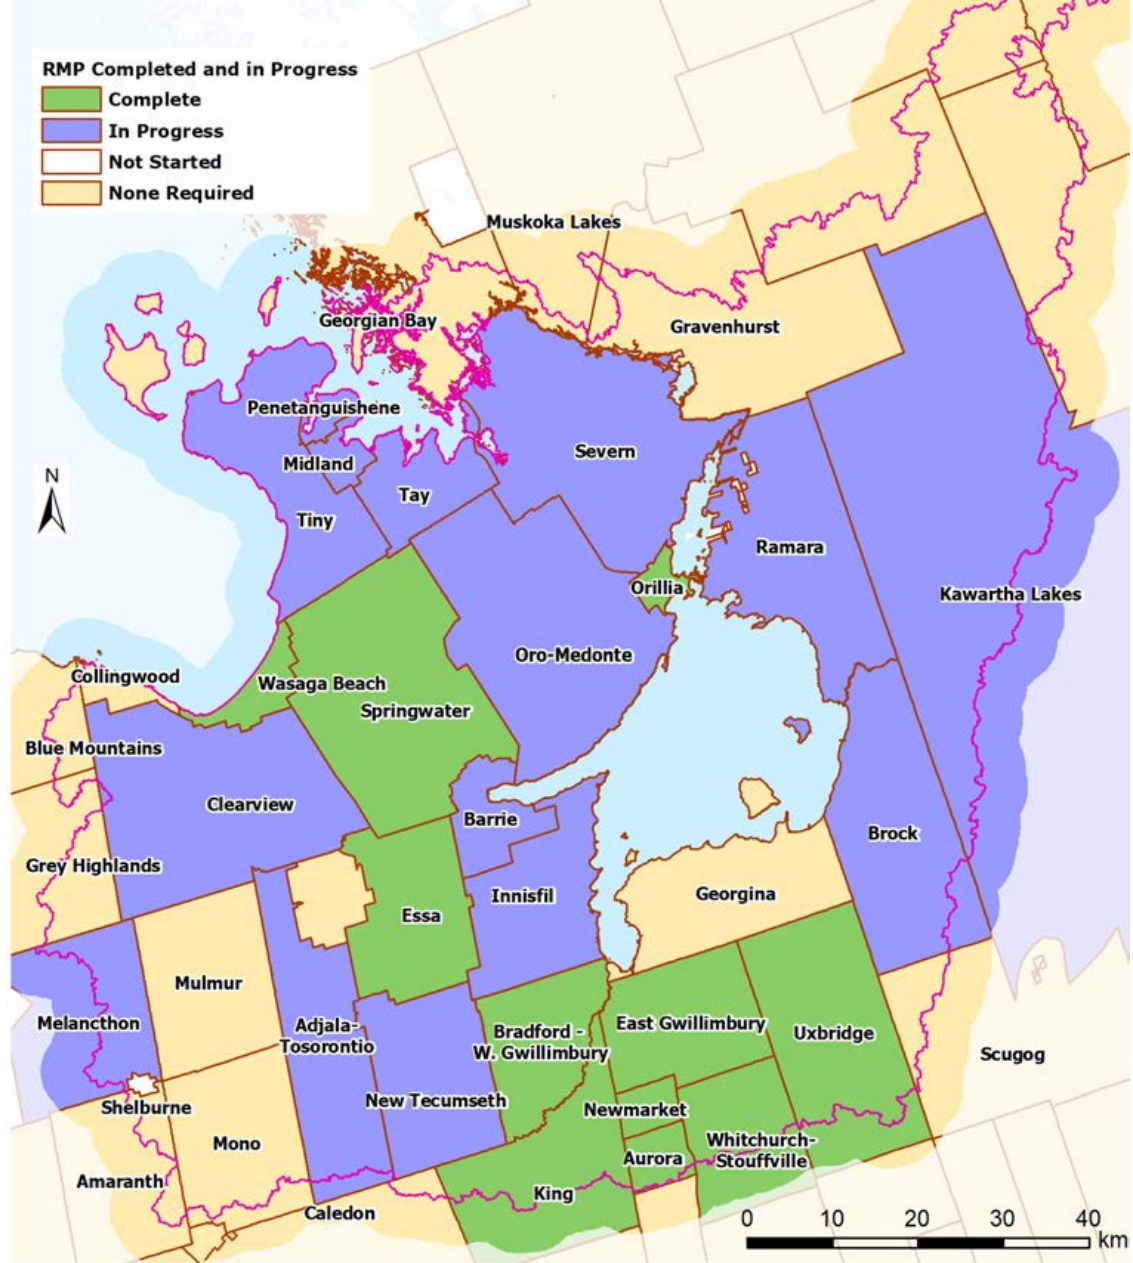 RMP Completed and in Progress
Complete
In Progress
Not Started
None Required
Muskoka Lakes
Georgian Bay
Gravenhurst
Penetanguishene
Severn
Midland
Tay
N
Tiny
Ramara
Orillia
Kawartha Lakes
Oro-Medonte
Collingwood
Wasaga Beach
Springwater
Blue Mountains
Clearview
Barrie
Brock
Grey Highlands
Innisfil
Georgina
Essa
Mulmur
Melancthon
Adjala-
Tosorontio
Bradford -
W. Gwillimbury
East Gwillimbury
Uxbridge
Scugog
Shelburne
New Tecumseth
Newmarket
Mono
Whitchurch-
Stouffville
Aurora
Amaranth
King
Caledon
0 10 20 30 40
km